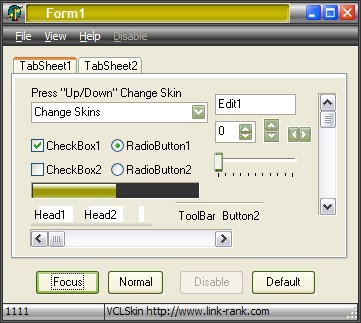 Form1
File View Help Disable
TabSheet1 TabSheet2
Press "Up/Down" Change Skin
Change Skins
Edit1
0
CheckBox1 RadioButton1
CheckBox2 RadioButton2
Head1 Head2
ToolBar Button2
Focus Normal Disable Default
1111 VCLSkin http://www.link-rank.com